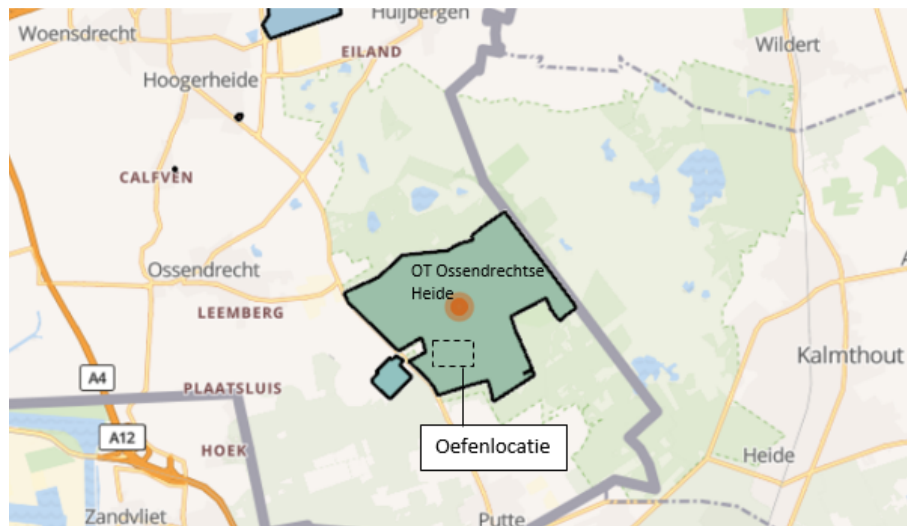 Huijbergen
Woensdrecht
EILAND
Wildert
Hoogerheide
CALFVEN
Ossendrecht
OT Ossendrechtse
Heide
LEEMBERG
Kalmthout
A4
PLAATSLUIS
A12
HOEK
Oefenlocatie
Heide
Zandvliet
Putte